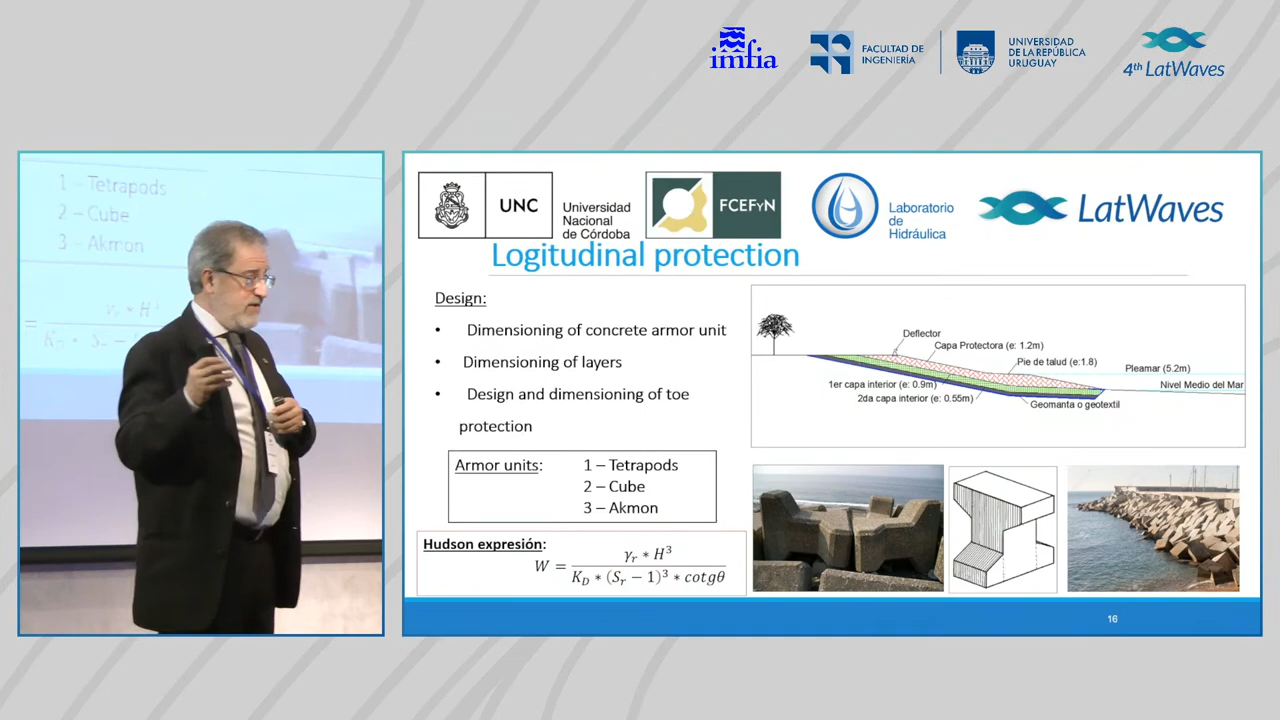 imfia
FACULTAD DE
INGENIERÍA
UNIVERSIDAD
DE LA REPÚBLICA
URUGUAY
4th LatWaves
1 – Tetrapods
2 – Cube
3 – Akmon
UNC
Universidad
Nacional
de Córdoba
FCEFyN
Laboratorio
de
Hidráulica
LatWaves
Logitudinal protection
Design:
• Dimensioning of concrete armor unit
• Dimensioning of layers
• Design and dimensioning of toe
protection
Armor units: 1 – Tetrapods
2 – Cube
3 – Akmon
Hudson expresión:
W = γr * H³ / KD * (Sr − 1)³ * cotgθ
Deflector
Capa Protectora (e: 1.2m)
Pie de talud (e:1.8)
Pleamar (5.2m)
Nivel Medio del Mar
1er capa interior (e: 0.9m)
2da capa interior (e: 0.55m)
Geomanta o geotextil
16